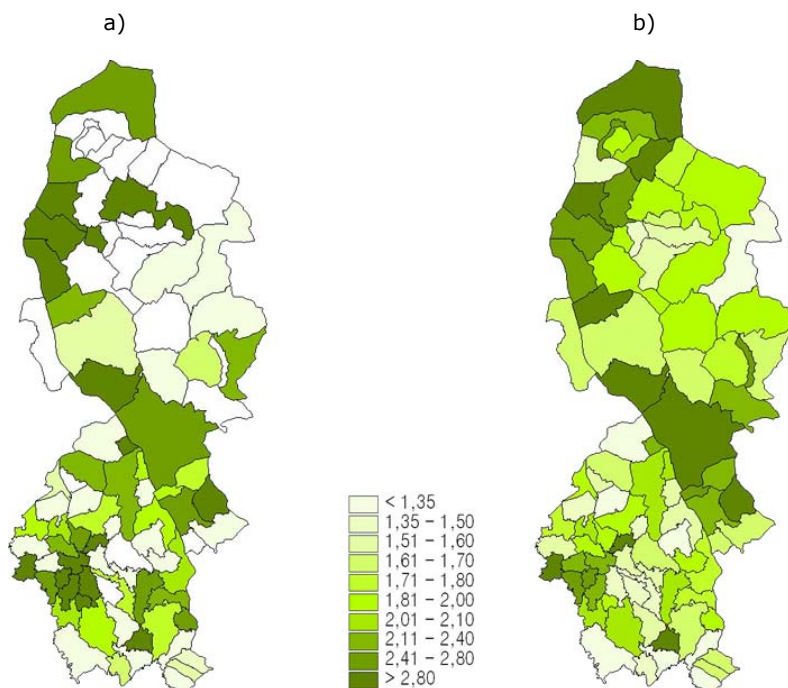 a) b)
< 1,35
1,35 – 1,50
1,51 – 1,60
1,61 – 1,70
1,71 – 1,80
1,81 – 2,00
2,01 – 2,10
2,11 – 2,40
2,41 – 2,80
> 2,80